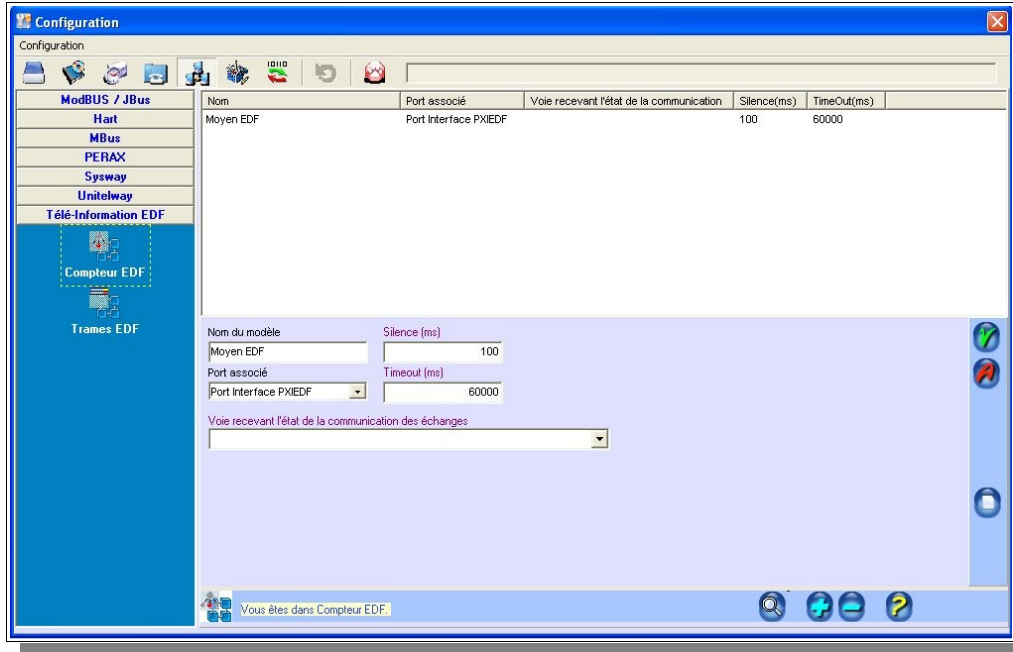 Configuration
Configuration
ModBUS / JBus
Hart
MBus
PERAX
Sysway
Unitelway
Télé-Information EDF
Compteur EDF
Trames EDF
Nom Port associé Voie recevant l'état de la communication Silence(ms) TimeOut(ms)
Moyen EDF Port Interface PXIEDF 100 60000
Nom du modèle Silence (ms)
Moyen EDF 100
Port associé Timeout (ms)
Port Interface PXIEDF 60000
Voie recevant l'état de la communication des échanges
Vous êtes dans Compteur EDF.